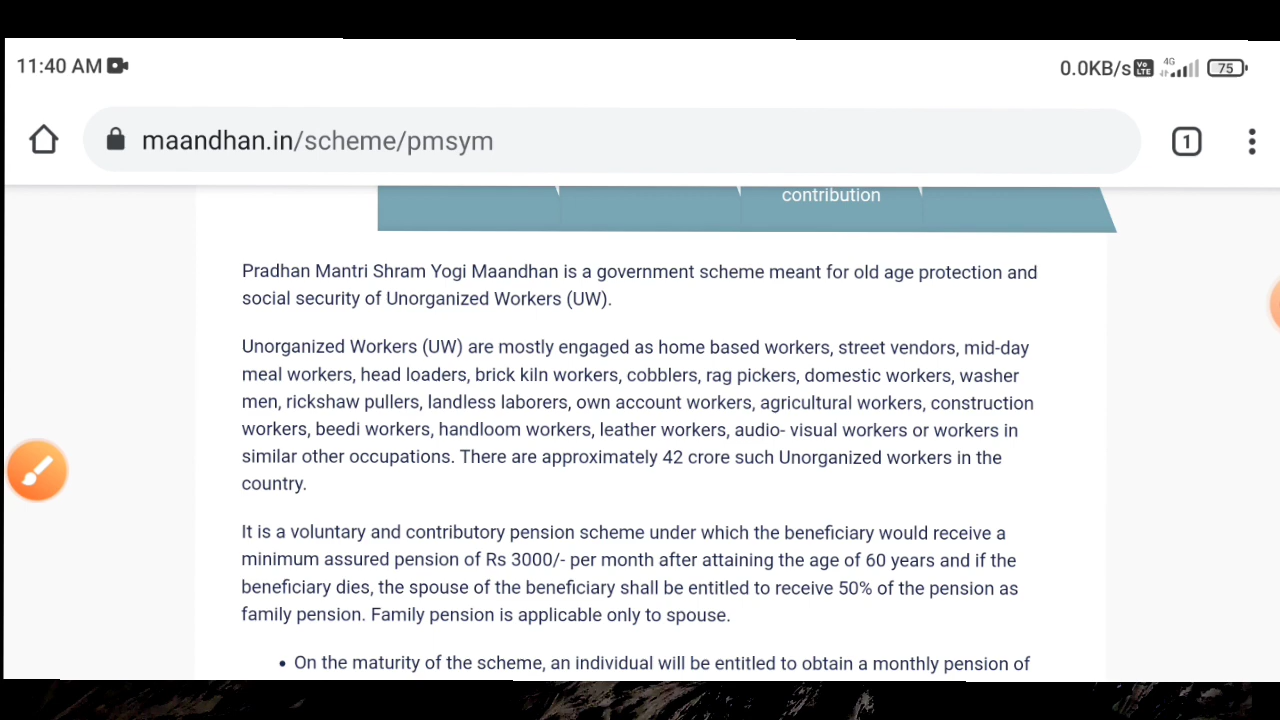 11:40 AM
0.0KB/s Vo LTE 4G 75
maandhan.in/scheme/pmsym
1
contribution
Pradhan Mantri Shram Yogi Maandhan is a government scheme meant for old age protection and
social security of Unorganized Workers (UW).
Unorganized Workers (UW) are mostly engaged as home based workers, street vendors, mid-day
meal workers, head loaders, brick kiln workers, cobblers, rag pickers, domestic workers, washer
men, rickshaw pullers, landless laborers, own account workers, agricultural workers, construction
workers, beedi workers, handloom workers, leather workers, audio- visual workers or workers in
similar other occupations. There are approximately 42 crore such Unorganized workers in the
country.
It is a voluntary and contributory pension scheme under which the beneficiary would receive a
minimum assured pension of Rs 3000/- per month after attaining the age of 60 years and if the
beneficiary dies, the spouse of the beneficiary shall be entitled to receive 50% of the pension as
family pension. Family pension is applicable only to spouse.
• On the maturity of the scheme, an individual will be entitled to obtain a monthly pension of